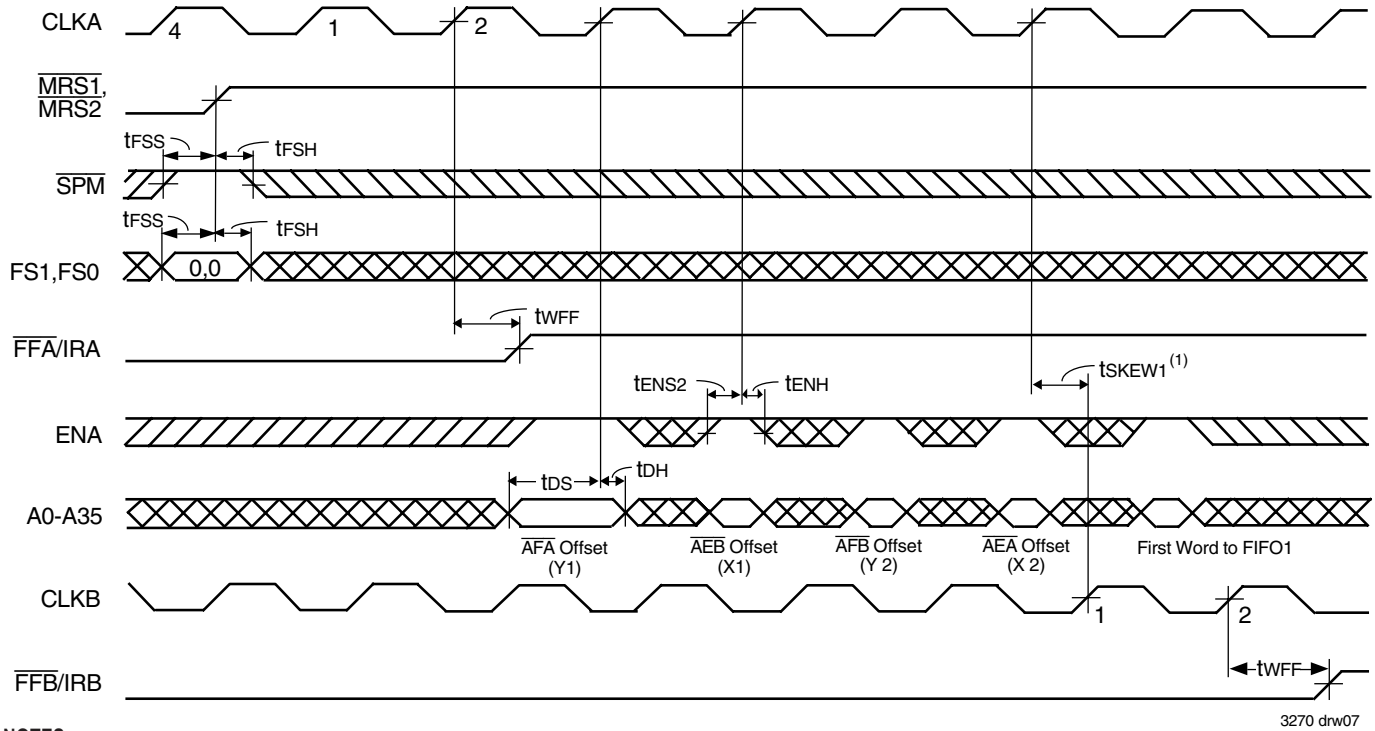 CLKA
4
1
2
MRS1,
MRS2
tFSS
tFSH
SPM
tFSS
tFSH
FS1,FS0
0,0
tWFF
FFA/IRA
tENS2
tENH
tSKEW1(1)
ENA
tDS
tDH
A0-A35
AFA Offset
(Y1)
AEB Offset
(X1)
AFB Offset
(Y 2)
AEA Offset
(X 2)
First Word to FIFO1
CLKB
1
2
tWFF
FFB/IRB
3270 drw07